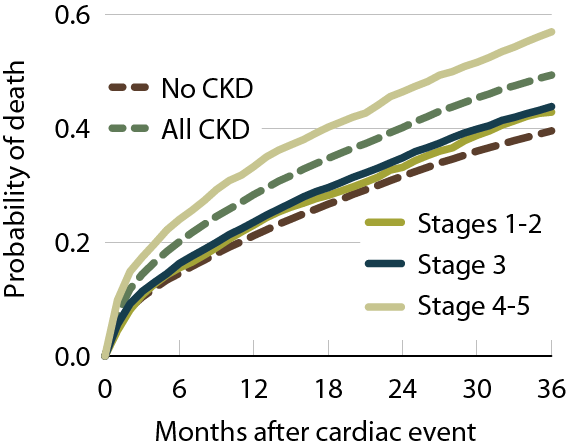 Probability of death
0.6
0.4
0.2
0.0
No CKD
All CKD
Stages 1-2
Stage 3
Stage 4-5
0 6 12 18 24 30 36
Months after cardiac event